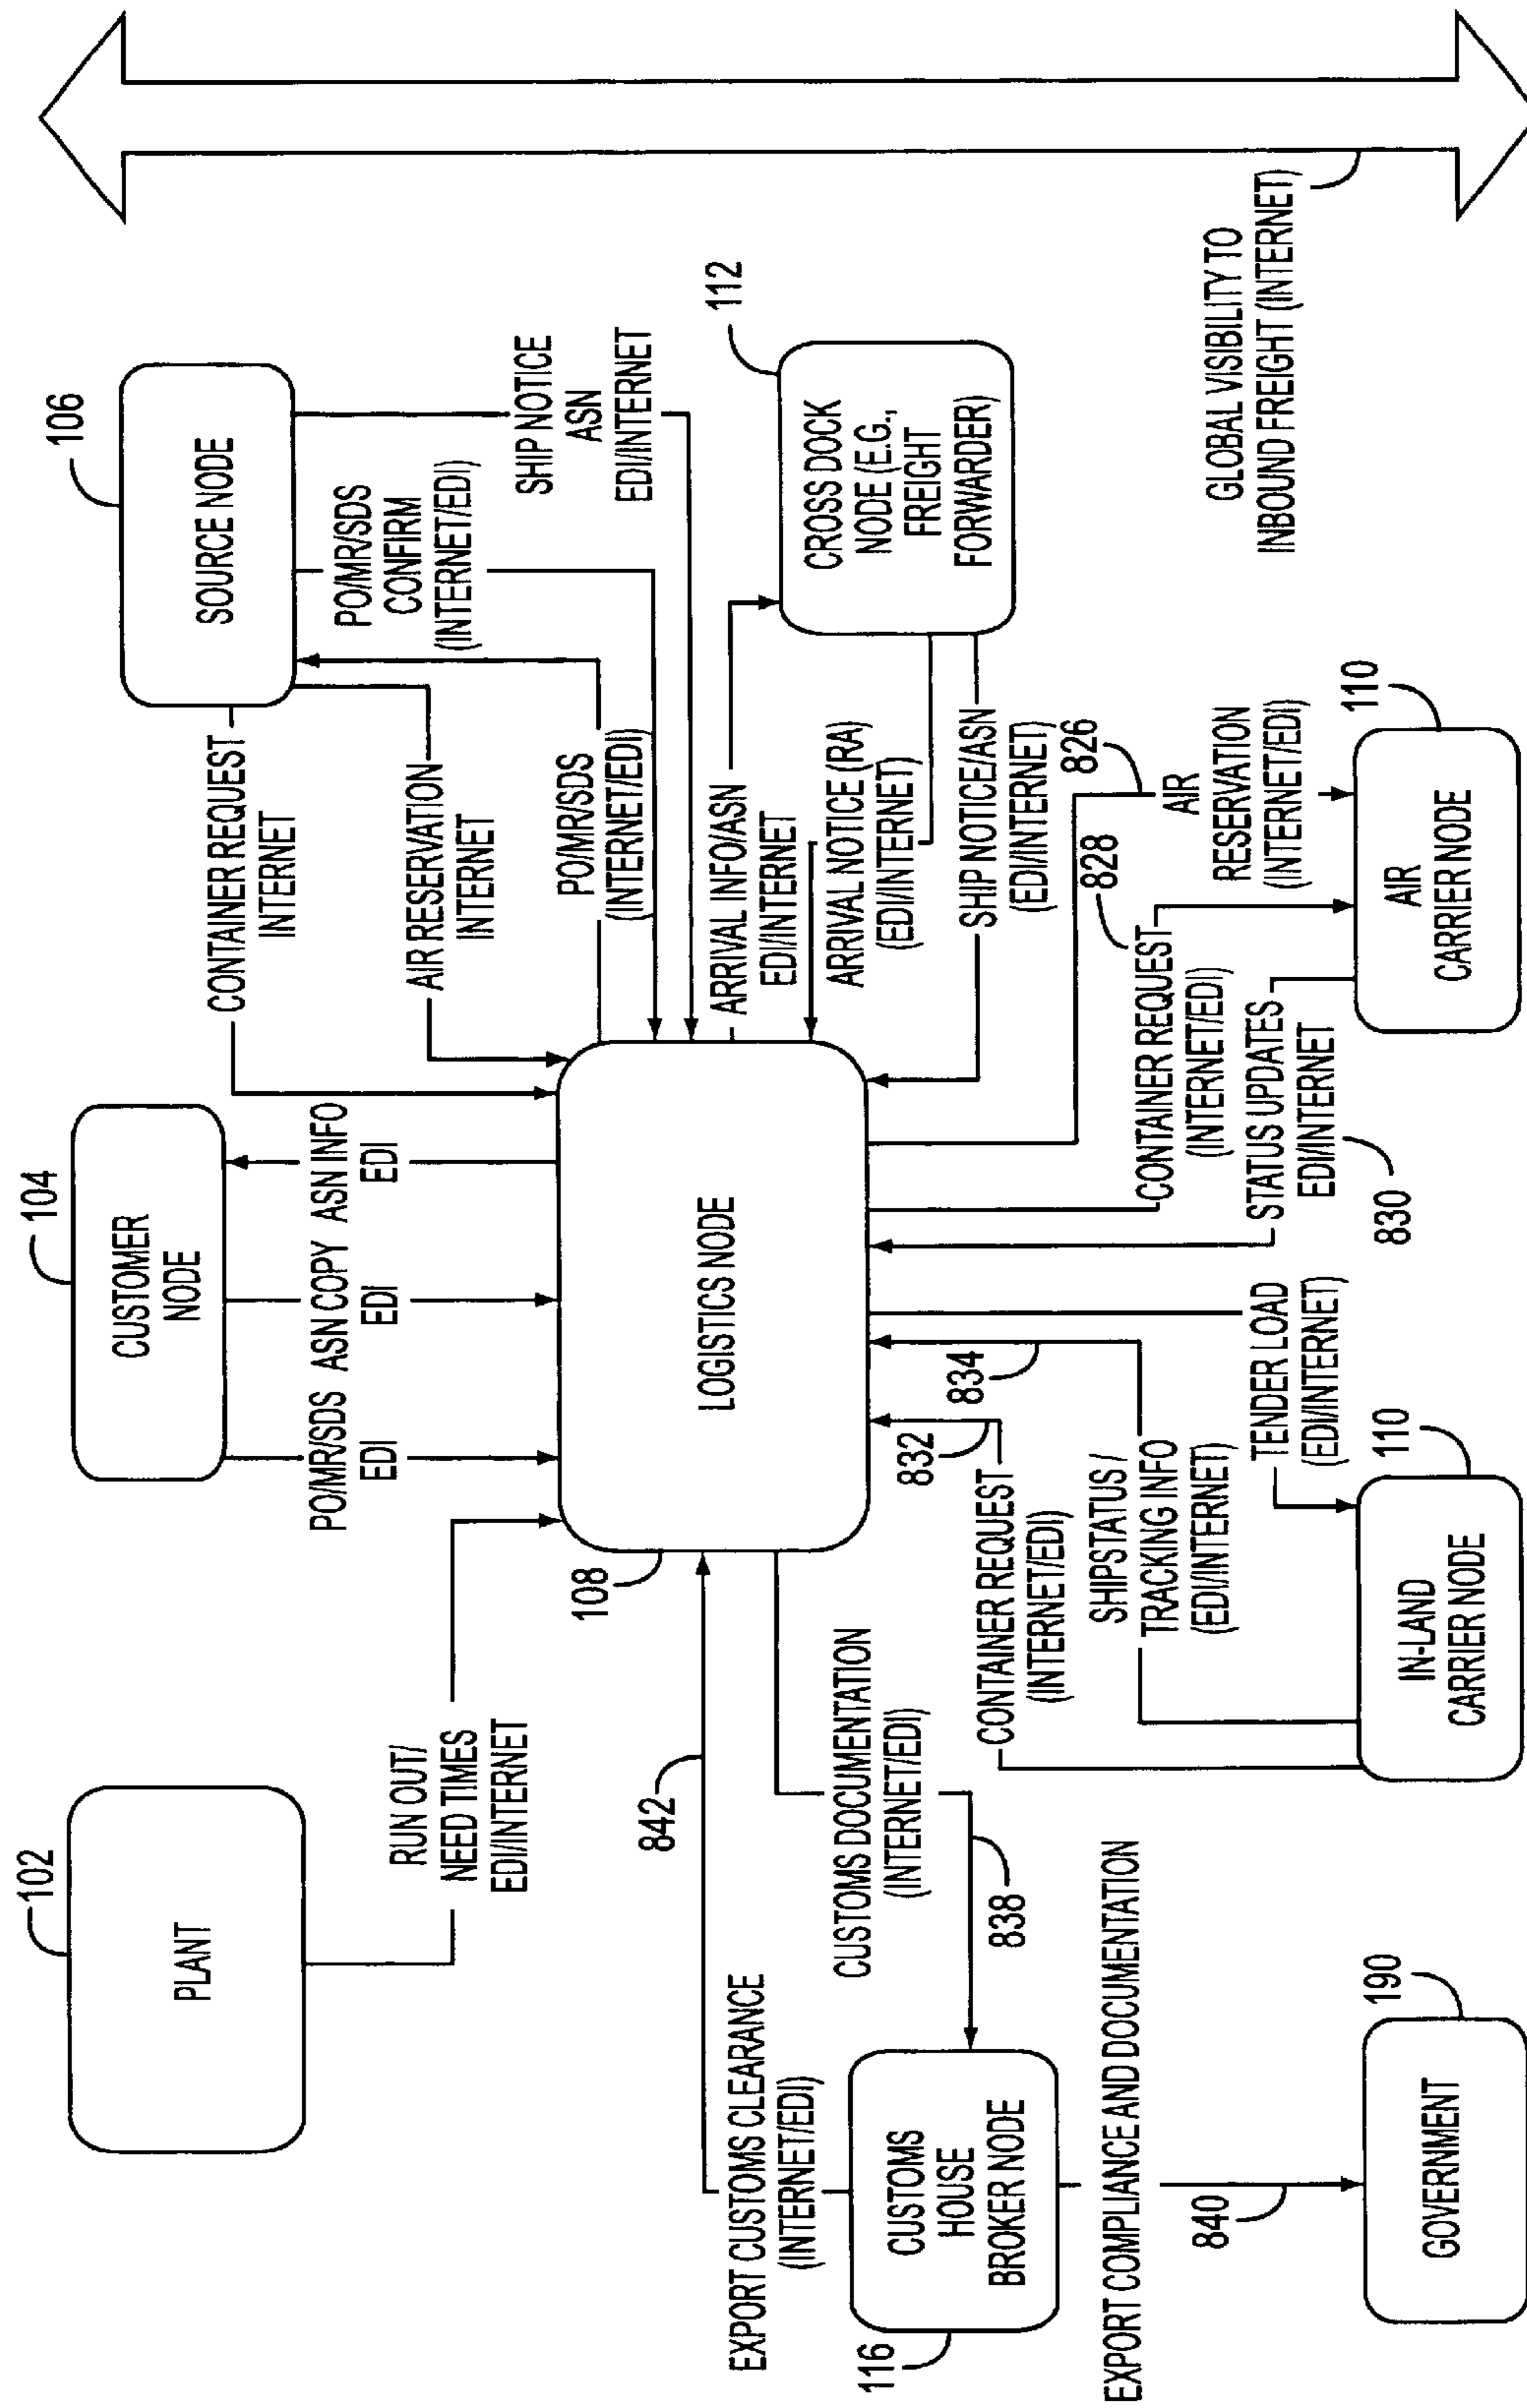 102
PLANT
RUN OUT/
NEED TIMES
EDI/INTERNET
104
CUSTOMER
NODE
PO/MR/SDS
EDI
ASN COPY
EDI
ASN INFO
EDI
106
SOURCE NODE
CONTAINER REQUEST
INTERNET
AIR RESERVATION
INTERNET
PO/MR/SDS
(INTERNET/EDI)
PO/MR/SDS
CONFIRM
(INTERNET/EDI)
SHIP NOTICE
ASN
EDI/INTERNET
108
LOGISTICS NODE
112
CROSS DOCK
NODE (E.G.,
FREIGHT
FORWARDER)
ARRIVAL INFO/ASN
EDI/INTERNET
ARRIVAL NOTICE (RA)
(EDI/INTERNET)
SHIP NOTICE/ASN
(EDI/INTERNET)
842
EXPORT CUSTOMS CLEARANCE
(INTERNET/EDI)
CUSTOMS DOCUMENTATION
(INTERNET/EDI)
838
116
CUSTOMS
HOUSE
BROKER NODE
EXPORT COMPLIANCE AND DOCUMENTATION
840
190
GOVERNMENT
832
CONTAINER REQUEST
(INTERNET/EDI)
834
SHIPSTATUS /
TRACKING INFO
(EDI/INTERNET)
TENDER LOAD
(EDI/INTERNET)
110
IN-LAND
CARRIER NODE
828
CONTAINER REQUEST
(INTERNET/EDI)
STATUS UPDATES
EDI/INTERNET
830
826
AIR
RESERVATION
(INTERNET/EDI)
110
AIR
CARRIER NODE
GLOBAL VISIBILITY TO
INBOUND FREIGHT (INTERNET)